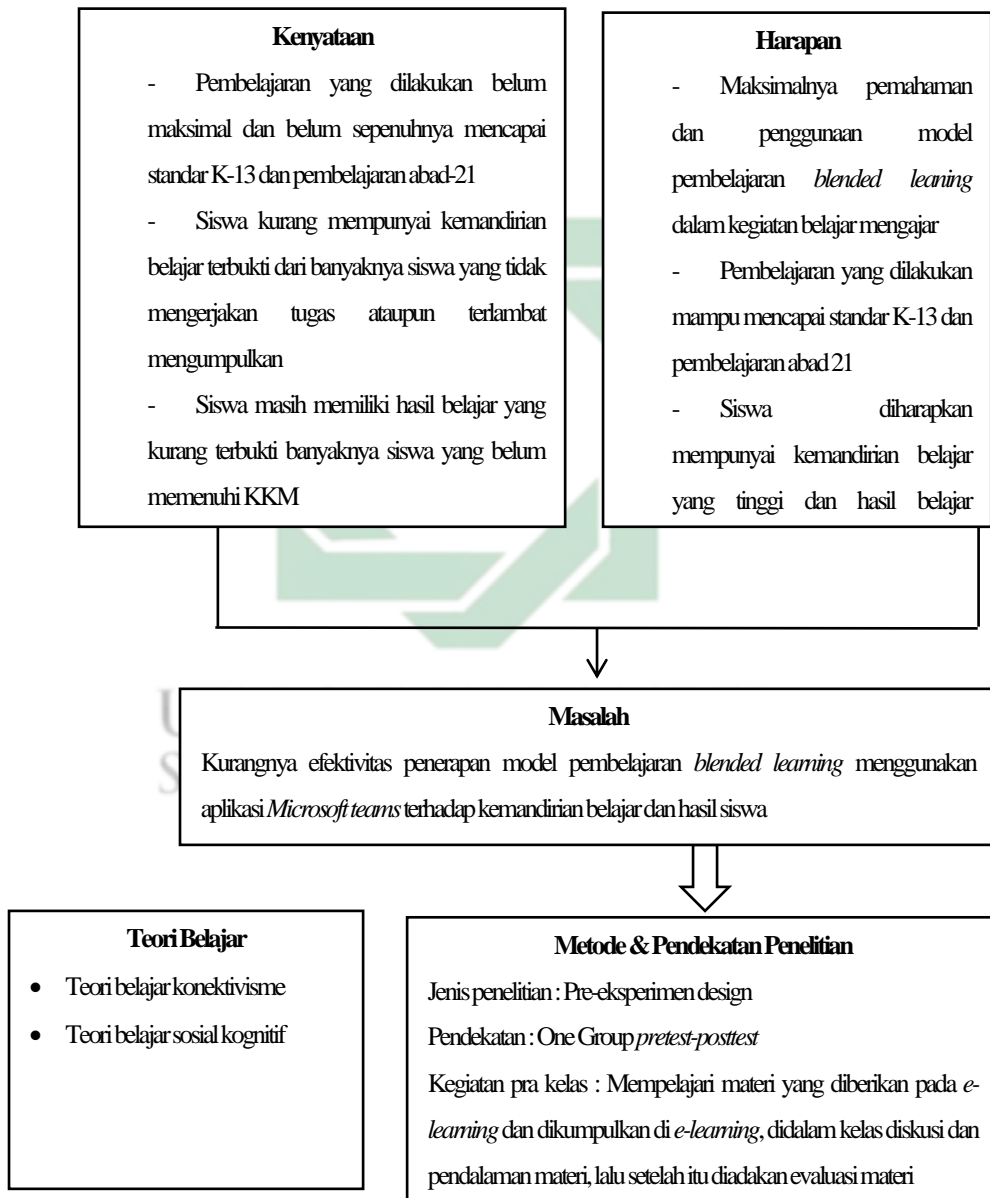 Kenyataan
- Pembelajaran yang dilakukan belum
maksimal dan belum sepenuhnya mencapai
standar K-13 dan pembelajaran abad-21
- Siswa kurang mempunyai kemandirian
belajar terbukti dari banyaknya siswa yang tidak
mengerjakan tugas ataupun terlambat
mengumpulkan
- Siswa masih memiliki hasil belajar yang
kurang terbukti banyaknya siswa yang belum
memenuhi KKM
Harapan
- Maksimalnya pemahaman
dan penggunaan model
pembelajaran blended leaning
dalam kegiatan belajar mengajar
- Pembelajaran yang dilakukan
mampu mencapai standar K-13 dan
pembelajaran abad 21
- Siswa diharapkan
mempunyai kemandirian belajar
yang tinggi dan hasil belajar
Masalah
Kurangnya efektivitas penerapan model pembelajaran blended learning menggunakan
aplikasi Microsoft teams terhadap kemandirian belajar dan hasil siswa
Teori Belajar
• Teori belajar konektivisme
• Teori belajar sosial kognitif
Metode & Pendekatan Penelitian
Jenis penelitian : Pre-eksperimen design
Pendekatan : One Group pretest-posttest
Kegiatan pra kelas : Mempelajari materi yang diberikan pada e-
learning dan dikumpulkan di e-learning, didalam kelas diskusi dan
pendalaman materi, lalu setelah itu diadakan evaluasi materi